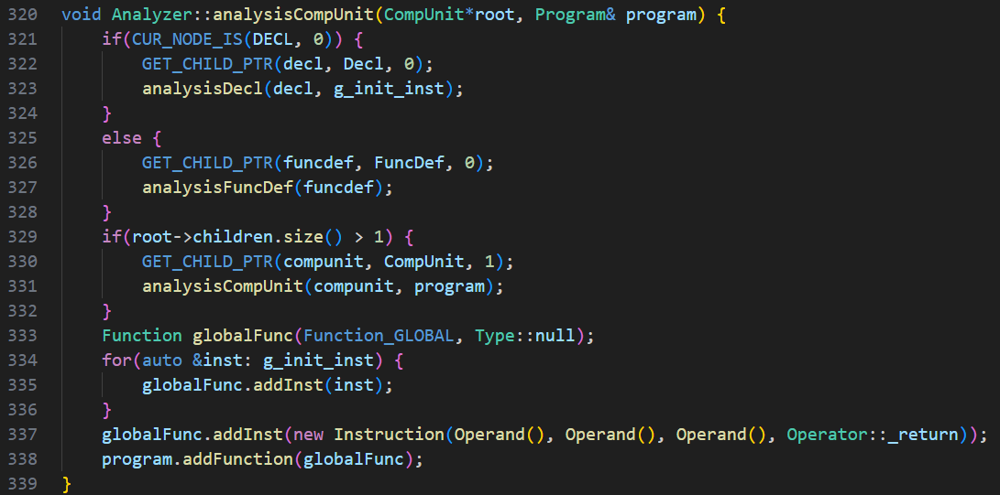 320 void Analyzer::analysisCompUnit(CompUnit*root, Program& program) {
321     if(CUR_NODE_IS(DECL, 0)) {
322         GET_CHILD_PTR(decl, Decl, 0);
323         analysisDecl(decl, g_init_inst);
324     }
325     else {
326         GET_CHILD_PTR(funcdef, FuncDef, 0);
327         analysisFuncDef(funcdef);
328     }
329     if(root->children.size() > 1) {
330         GET_CHILD_PTR(compunit, CompUnit, 1);
331         analysisCompUnit(compunit, program);
332     }
333     Function globalFunc(Function_GLOBAL, Type::null);
334     for(auto &inst: g_init_inst) {
335         globalFunc.addInst(inst);
336     }
337     globalFunc.addInst(new Instruction(Operand(), Operand(), Operand(), Operator::_return));
338     program.addFunction(globalFunc);
339 }